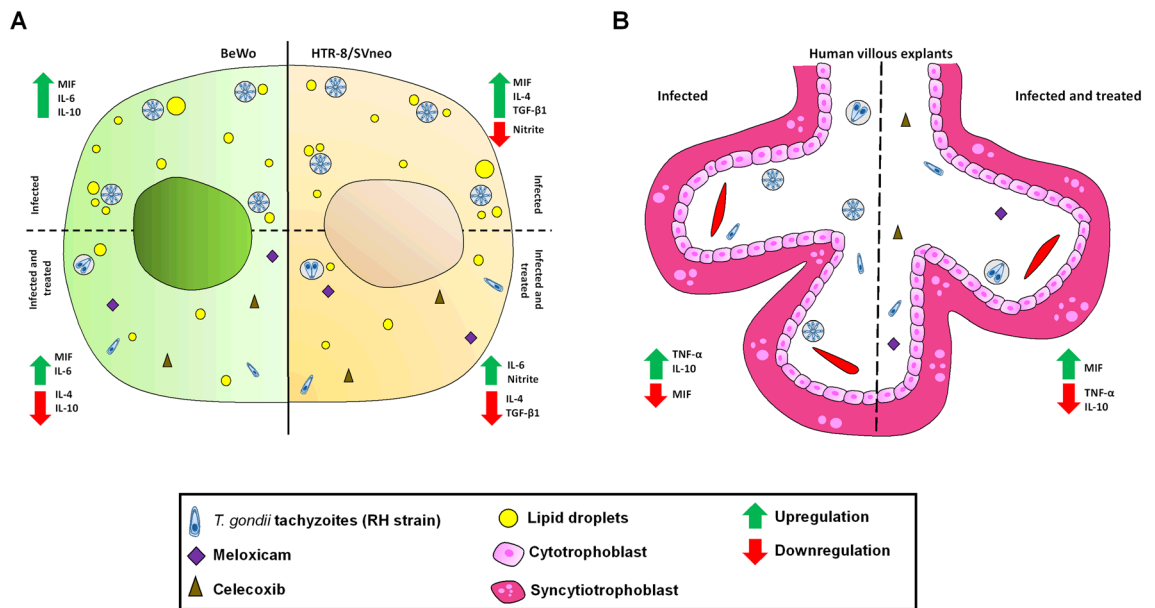 A
BeWo
HTR-8/SVneo
MIF
IL-6
IL-10
MIF
IL-4
TGF-β1
Nitrite
Infected
Infected
Infected and
treated
Infected and
treated
MIF
IL-6
IL-4
IL-10
IL-6
Nitrite
IL-4
TGF-β1
B
Human villous explants
Infected
Infected and treated
TNF-α
IL-10
MIF
MIF
TNF-α
IL-10
T. gondii tachyzoites (RH strain)
Meloxicam
Celecoxib
Lipid droplets
Cytotrophoblast
Syncytiotrophoblast
Upregulation
Downregulation